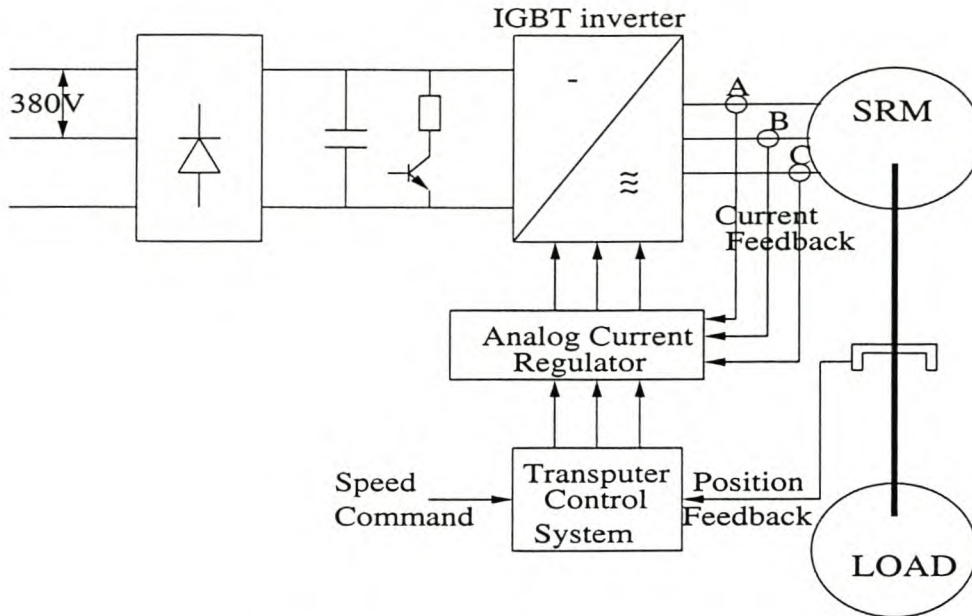 IGBT inverter
380V
-
≋
A
B
C
SRM
Current
Feedback
Analog Current
Regulator
Speed
Command
Transputer
Control
System
Position
Feedback
LOAD